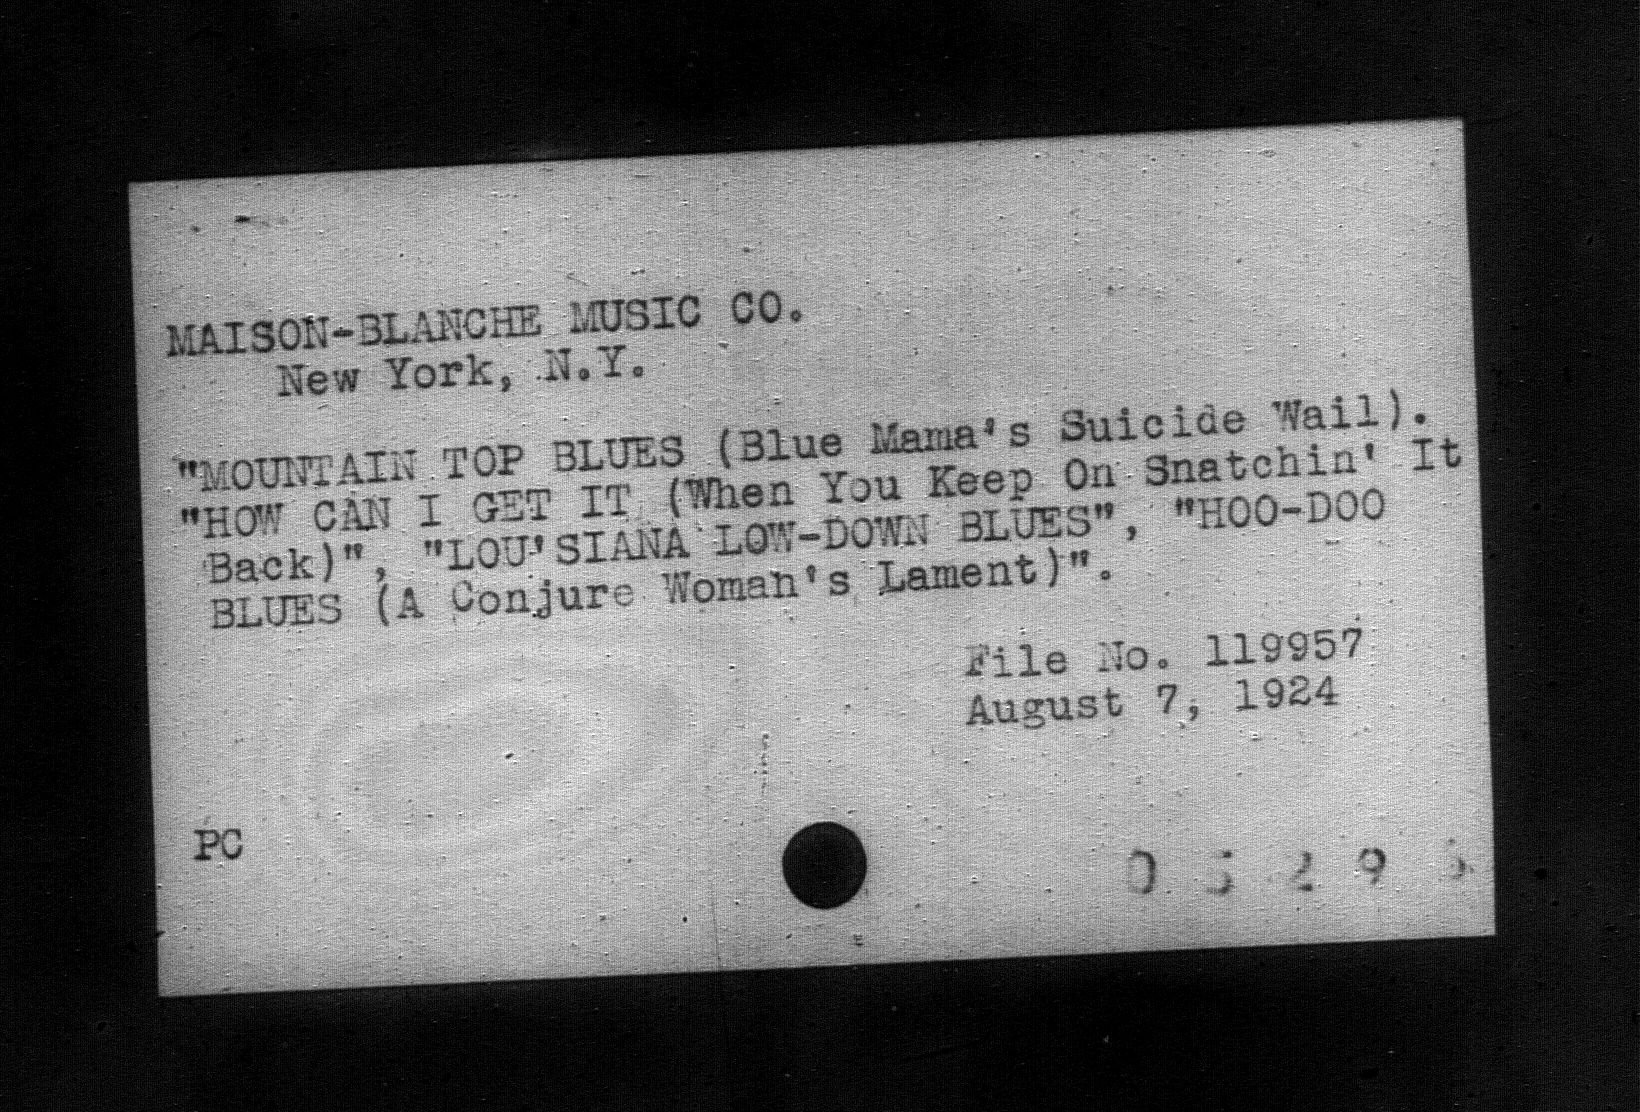 MAISON-BLANCHE MUSIC CO.
New York, N.Y.
"MOUNTAIN TOP BLUES (Blue Mama's Suicide Wail).
"HOW CAN I GET IT (When You Keep On Snatchin' It
Back)", "LOU'SIANA LOW-DOWN BLUES", "HOO-DOO
BLUES (A Conjure Woman's Lament)".
File No. 119957
August 7, 1924
PC